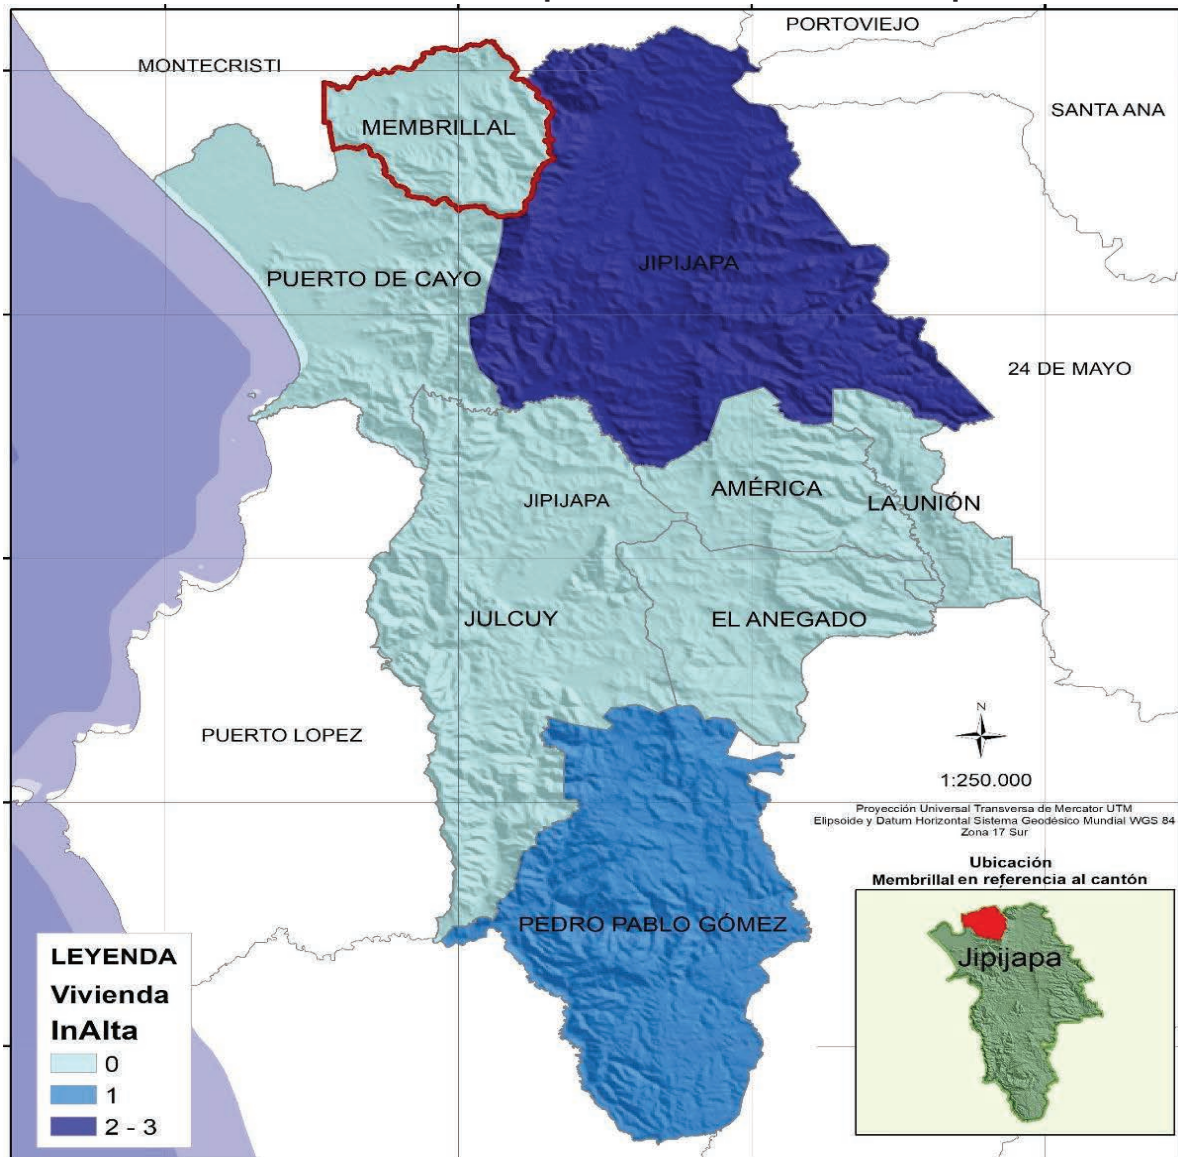 PORTOVIEJO
MONTECRISTI
SANTA ANA
MEMBRILLAL
JIPIJAPA
PUERTO DE CAYO
24 DE MAYO
AMÉRICA
JIPIJAPA
LA UNIÓN
JULCUY
EL ANEGADO
PUERTO LOPEZ
N
1:250.000
Proyección Universal Transversa de Mercator UTM
Elipsoide y Datum Horizontal Sistema Geodésico Mundial WGS 84
Zona 17 Sur
Ubicación
Membrillal en referencia al cantón
PEDRO PABLO GÓMEZ
Jipijapa
LEYENDA
Vivienda
InAlta
0
1
2 - 3